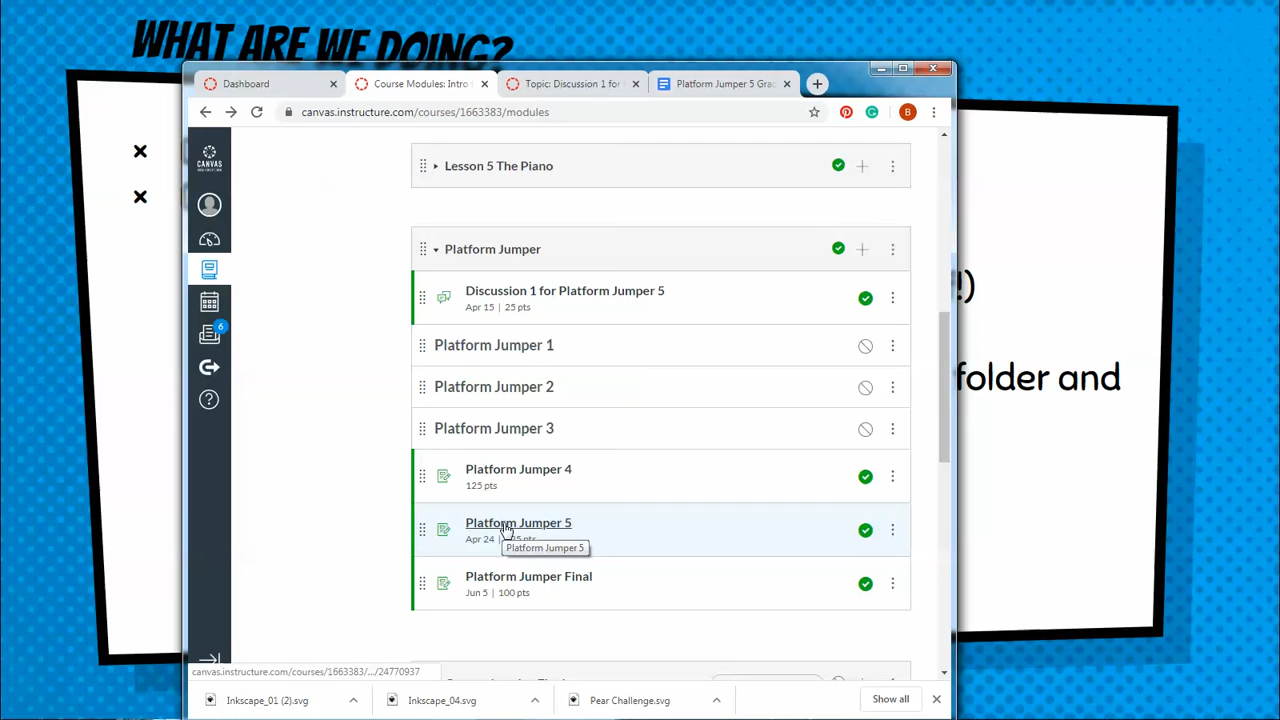 WHAT ARE WE DOING?
Dashboard
Course Modules: Intro
Topic: Discussion 1 for
Platform Jumper 5 Grad
canvas.instructure.com/courses/1663383/modules
B
CANVAS
Lesson 5 The Piano
Platform Jumper
Discussion 1 for Platform Jumper 5
Apr 15 | 25 pts
!)
Platform Jumper 1
6
folder and
Platform Jumper 2
Platform Jumper 3
Platform Jumper 4
125 pts
Platform Jumper 5
Apr 24 | pts
Platform Jumper 5
Platform Jumper Final
Jun 5 | 100 pts
canvas.instructure.com/courses/1663383/.../24770937
Inkscape_01 (2).svg
Inkscape_04.svg
Pear Challenge.svg
Show all